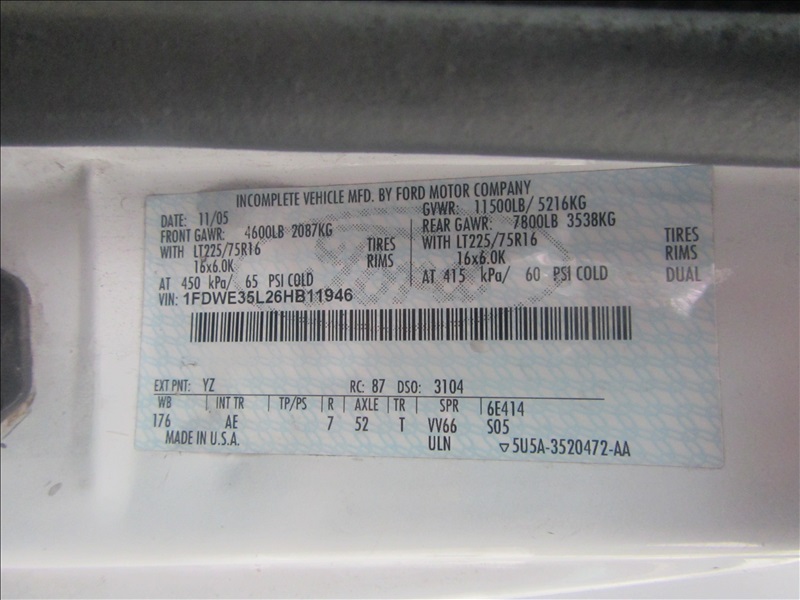 INCOMPLETE VEHICLE MFD. BY FORD MOTOR COMPANY
DATE: 11/05 GVWR: 11500LB/ 5216KG
FRONT GAWR: 4600LB 2087KG REAR GAWR: 7800LB 3538KG
WITH LT225/75R16 TIRES WITH LT225/75R16 TIRES
16x6.0K RIMS 16x6.0K RIMS
AT 450 kPa/ 65 PSI COLD AT 415 kPa/ 60 PSI COLD DUAL
VIN: 1FDWE35L26HB11946
EXT PNT: YZ RC: 87 DSO: 3104
WB INT TR TP/PS R AXLE TR SPR 6E414
176 AE 7 52 T VV66 S05
MADE IN U.S.A. ULN 5U5A-3520472-AA